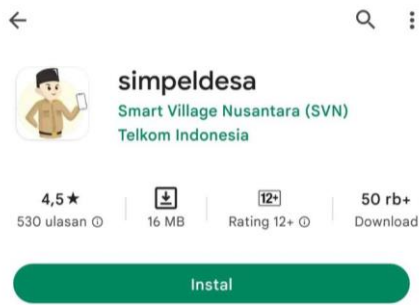 simpeldesa
Smart Village Nusantara (SVN)
Telkom Indonesia
4,5★
530 ulasan
16 MB
12+
Rating 12+
50 rb+
Download
Instal